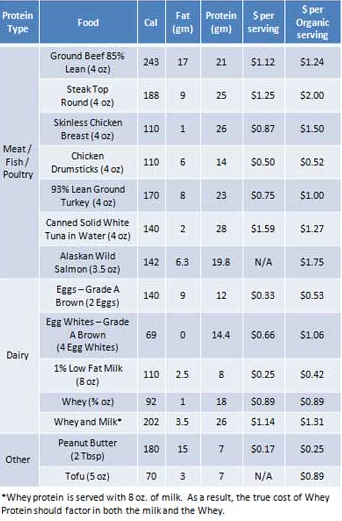 Protein Type Food Cal Fat (gm) Protein (gm) $ per serving $ per Organic serving
Meat / Fish / Poultry
Ground Beef 85% Lean (4 oz) 243 17 21 $1.12 $1.24
Steak Top Round (4 oz) 188 9 25 $1.25 $2.00
Skinless Chicken Breast (4 oz) 110 1 26 $0.87 $1.50
Chicken Drumsticks (4 oz) 110 6 14 $0.50 $0.52
93% Lean Ground Turkey (4 oz) 170 8 23 $0.75 $1.00
Canned Solid White Tuna in Water (4 oz) 140 2 28 $1.59 $1.27
Alaskan Wild Salmon (3.5 oz) 142 6.3 19.8 N/A $1.75
Dairy
Eggs – Grade A Brown (2 Eggs) 140 9 12 $0.33 $0.53
Egg Whites – Grade A Brown (4 Egg Whites) 69 0 14.4 $0.66 $1.06
1% Low Fat Milk (8 oz) 110 2.5 8 $0.25 $0.42
Whey (¾ oz) 92 1 18 $0.89 $0.89
Whey and Milk* 202 3.5 26 $1.14 $1.31
Other
Peanut Butter (2 Tbsp) 180 15 7 $0.17 $0.25
Tofu (5 oz) 70 3 7 N/A $0.89
*Whey protein is served with 8 oz. of milk. As a result, the true cost of Whey
Protein should factor in both the milk and the Whey.